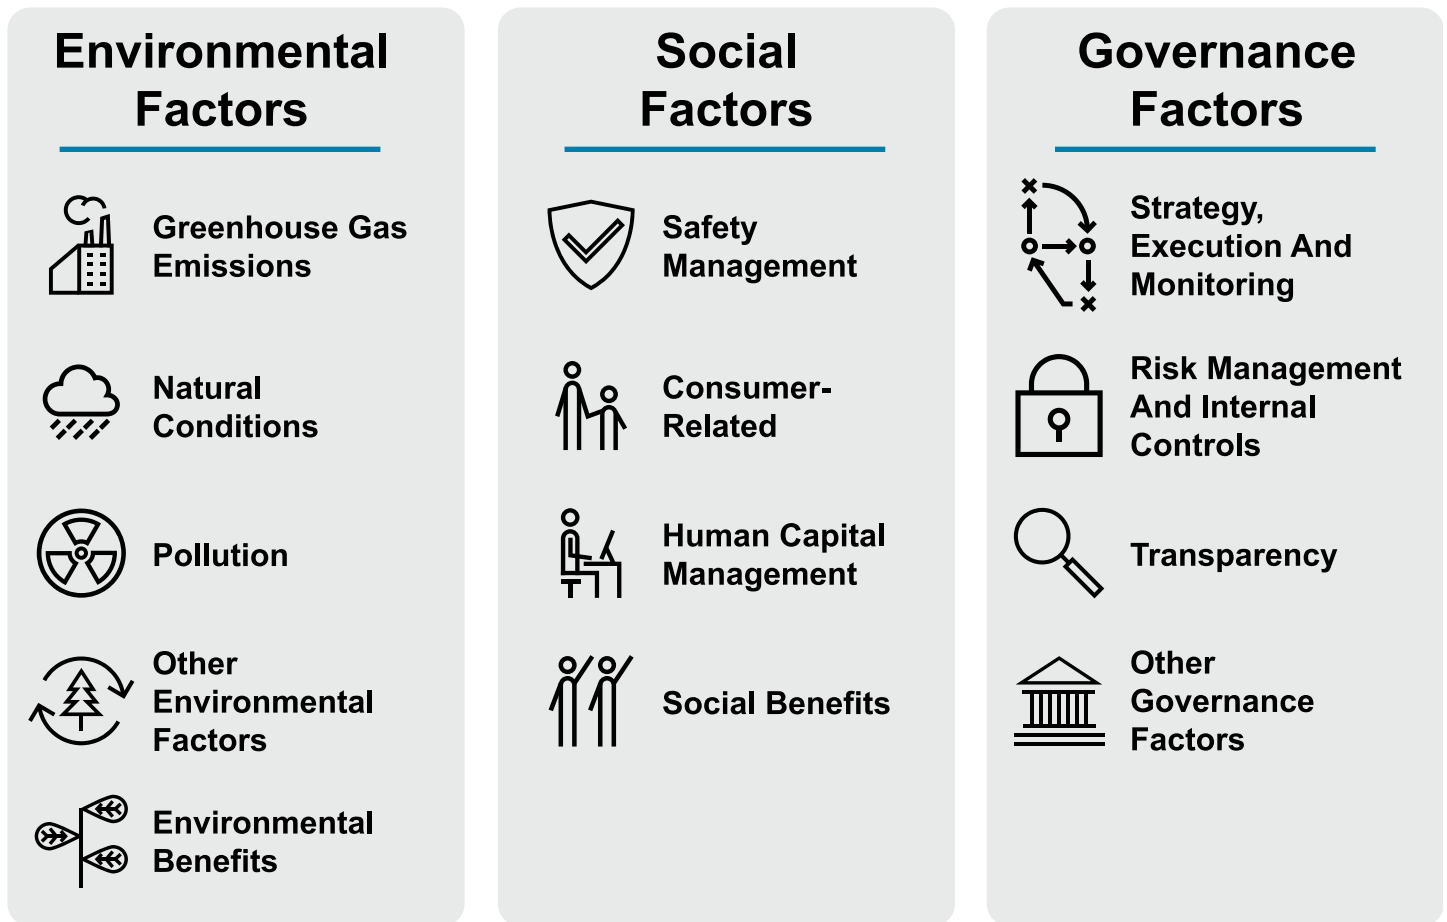 Environmental
Factors
Greenhouse Gas
Emissions
Natural
Conditions
Pollution
Other
Environmental
Factors
Environmental
Benefits
Social
Factors
Safety
Management
Consumer-
Related
Human Capital
Management
Social Benefits
Governance
Factors
Strategy,
Execution And
Monitoring
Risk Management
And Internal
Controls
Transparency
Other
Governance
Factors